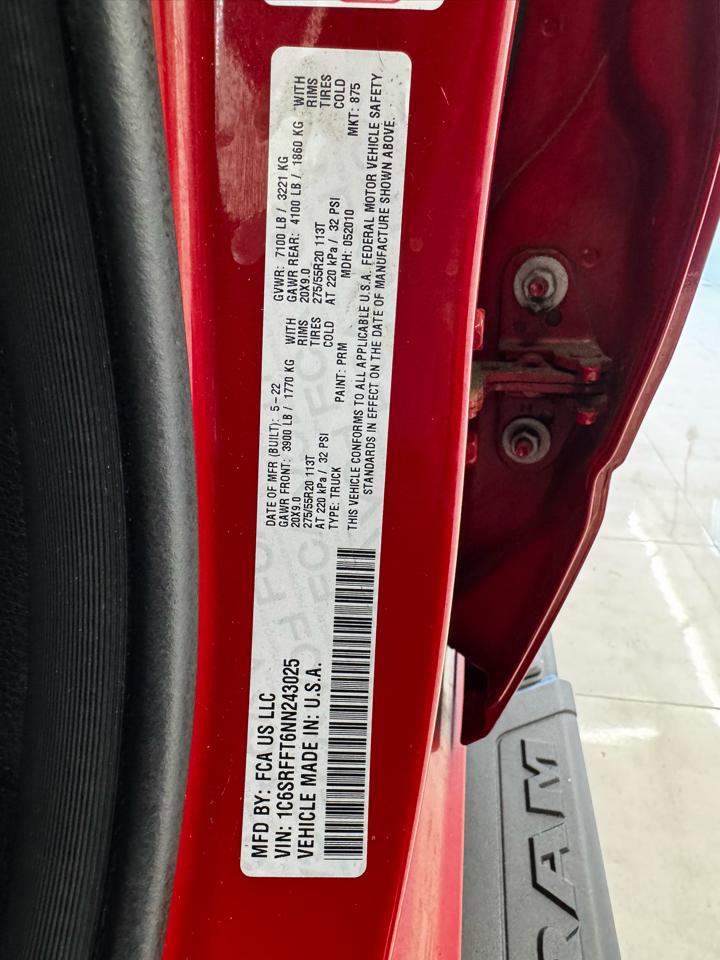 MFD BY: FCA US LLC
VIN: 1C6SRFFT6NN243025
VEHICLE MADE IN: U.S.A.
DATE OF MFR (BUILT): 5-22
GAWR FRONT: 3900 LB / 1770 KG WITH
20X9.0 RIMS
275/55R20 113T TIRES
AT 220 kPa / 32 PSI COLD
TYPE: TRUCK PAINT: PRM
GVWR: 7100 LB / 3221 KG
GAWR REAR: 4100 LB / 1860 KG WITH
20X9.0 RIMS
275/55R20 113T TIRES
AT 220 kPa / 32 PSI COLD
MDH: 052010 MKT: 875
THIS VEHICLE CONFORMS TO ALL APPLICABLE U.S.A. FEDERAL MOTOR VEHICLE SAFETY
STANDARDS IN EFFECT ON THE DATE OF MANUFACTURE SHOWN ABOVE.
RAM